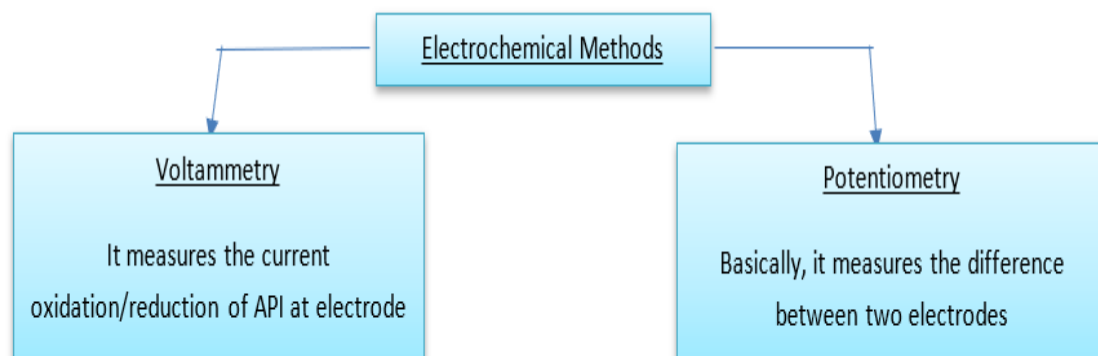 Electrochemical Methods
Voltammetry
It measures the current
oxidation/reduction of API at electrode
Potentiometry
Basically, it measures the difference
between two electrodes